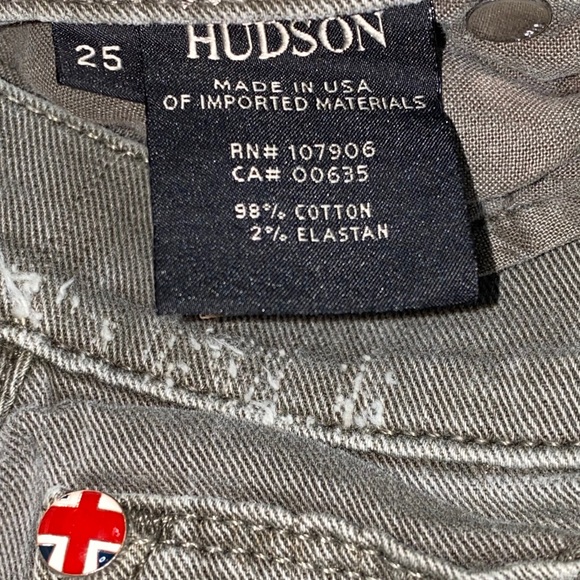 25
HUDSON
MADE IN USA
OF IMPORTED MATERIALS
RN# 107906
CA# 00635
98% COTTON
2% ELASTAN